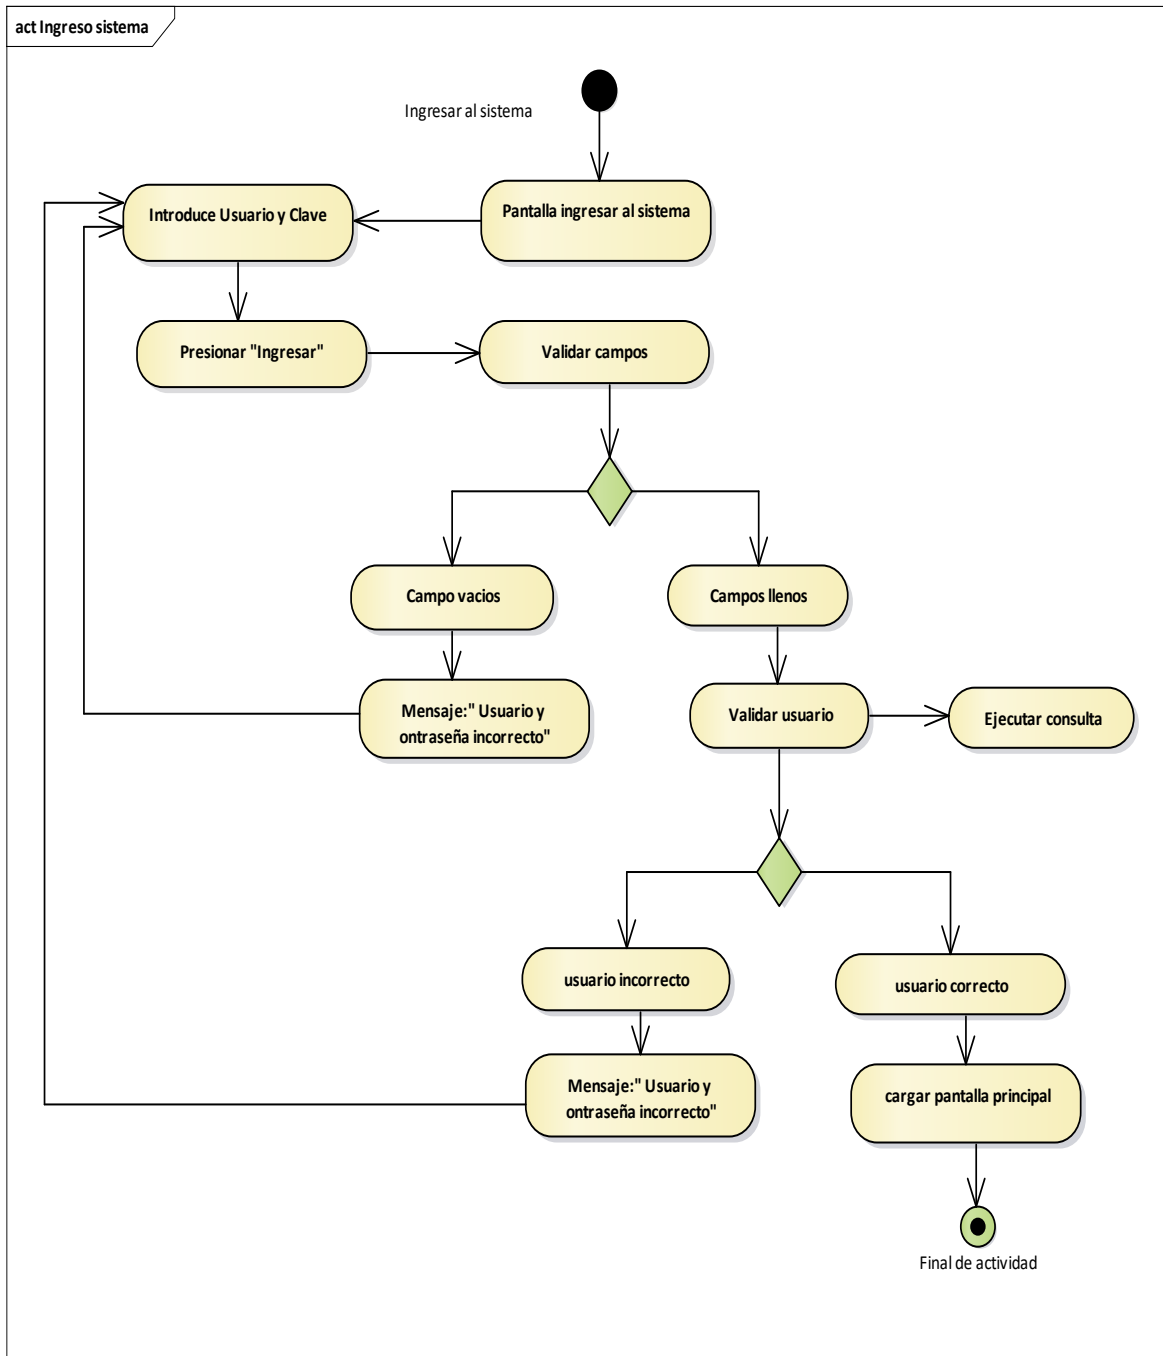 act Ingreso sistema
Ingresar al sistema
Introduce Usuario y Clave
Pantalla ingresar al sistema
Presionar "Ingresar"
Validar campos
Campo vacios
Campos llenos
Mensaje:" Usuario y
ontraseña incorrecto"
Validar usuario
Ejecutar consulta
usuario incorrecto
usuario correcto
Mensaje:" Usuario y
ontraseña incorrecto"
cargar pantalla principal
Final de actividad